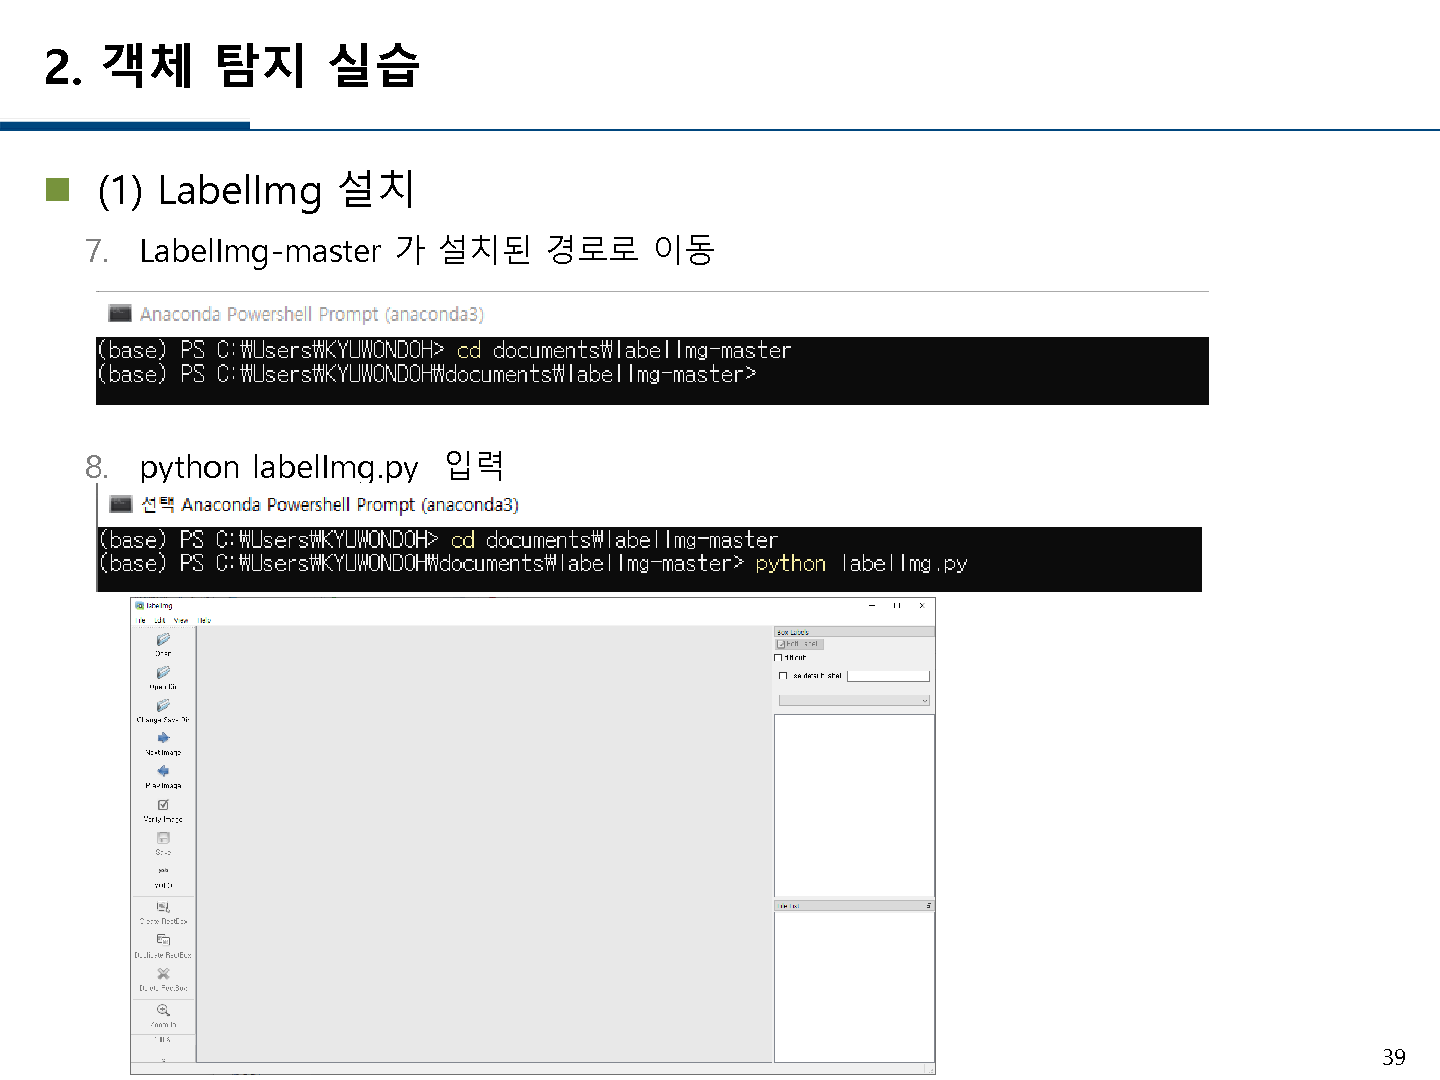 2. 객체 탐지 실습
(1) LabelImg 설치
7. LabelImg-master 가 설치된 경로로 이동
Anaconda Powershell Prompt (anaconda3)
(base) PS C:₩Users₩KYUWONDOH> cd documents₩labelImg-master
(base) PS C:₩Users₩KYUWONDOH₩documents₩labelImg-master>
8. python labelImg.py 입력
선택 Anaconda Powershell Prompt (anaconda3)
(base) PS C:₩Users₩KYUWONDOH> cd documents₩labelImg-master
(base) PS C:₩Users₩KYUWONDOH₩documents₩labelImg-master> python labelImg.py
labelImg
File Edit View Help
Open
Open Dir
Change Save Dir
Next Image
Prev Image
Verify Image
Save
YOLO
Create RectBox
Duplicate RectBox
Delete RectBox
Zoom In
Box Labels
Edit Label
difficult
Use default label
File List
39